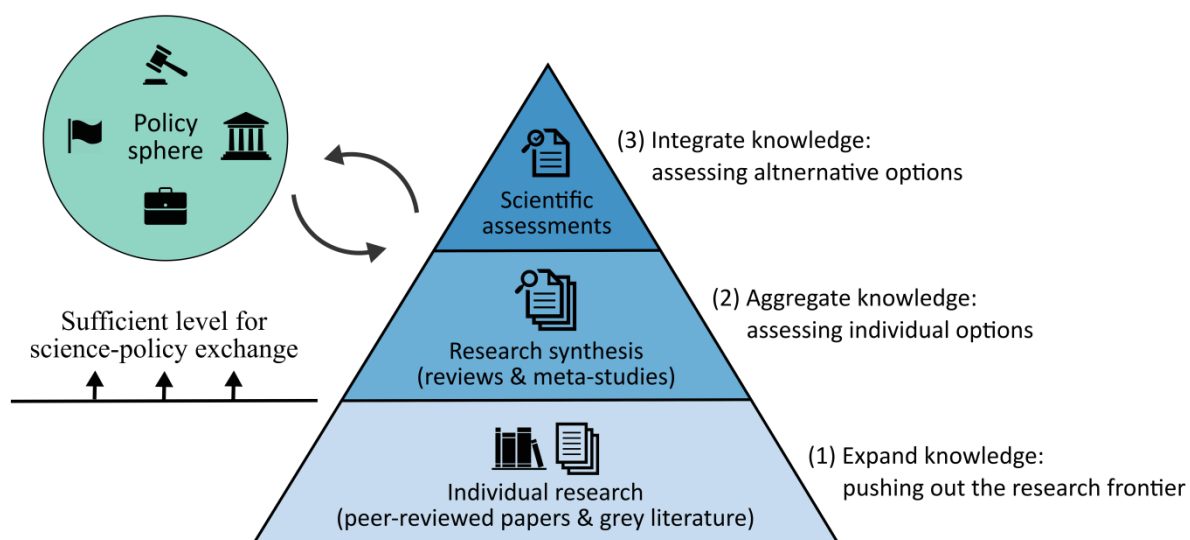 Policy
sphere
Sufficient level for
science-policy exchange
Scientific
assessments
(3) Integrate knowledge:
assessing altnernative options
Research synthesis
(reviews & meta-studies)
(2) Aggregate knowledge:
assessing individual options
Individual research
(peer-reviewed papers & grey literature)
(1) Expand knowledge:
pushing out the research frontier